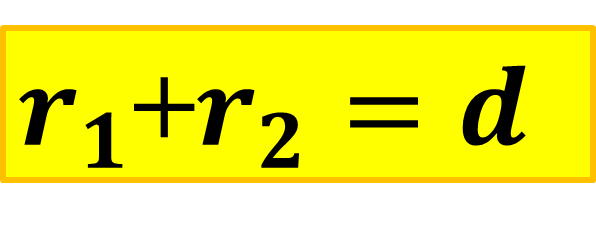 r₁+r₂ = d